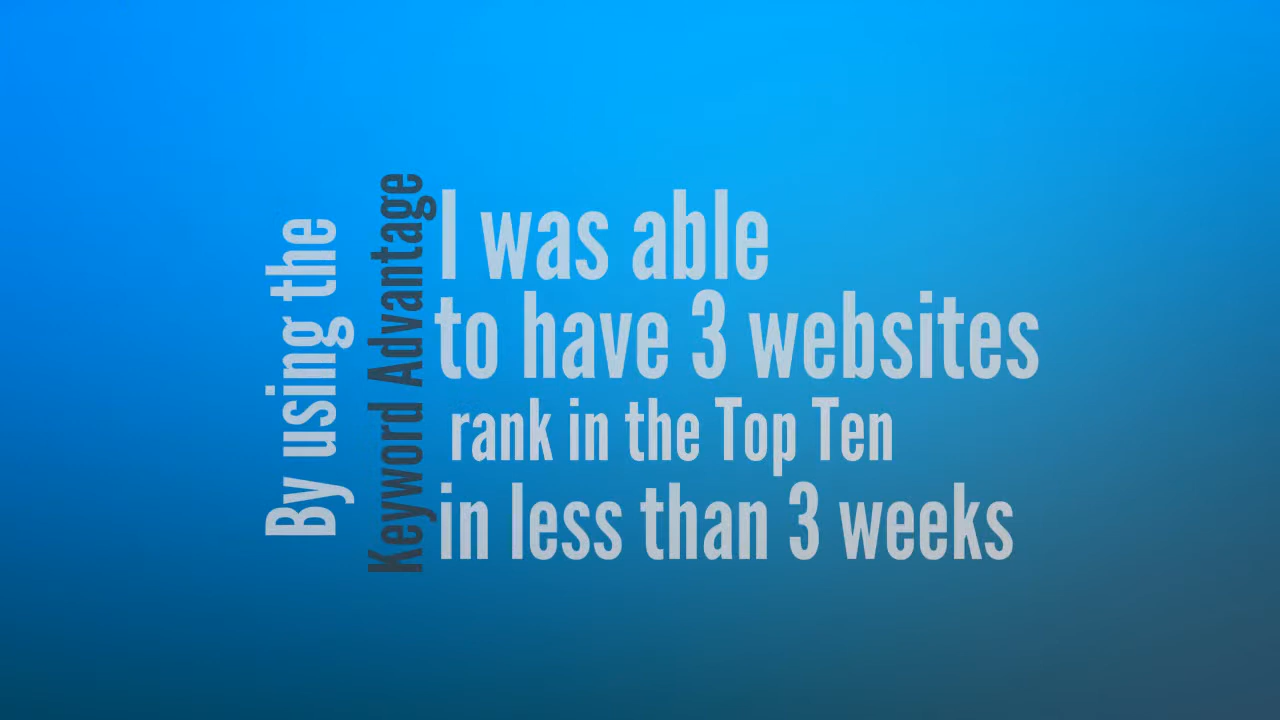 By using the
Keyword Advantage
I was able
to have 3 websites
rank in the Top Ten
in less than 3 weeks